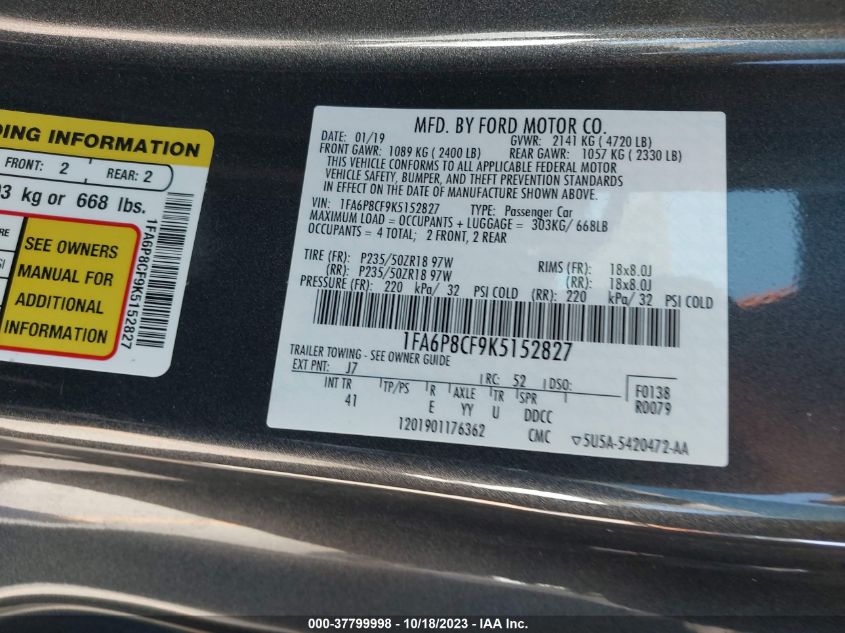 DING INFORMATION
FRONT: 2
REAR: 2
kg or 668 lbs.
SEE OWNERS
MANUAL FOR
ADDITIONAL
INFORMATION
1FA6P8CF9K5152827
MFD. BY FORD MOTOR CO.
DATE: 01/19 GVWR: 2141 KG ( 4720 LB)
FRONT GAWR: 1089 KG ( 2400 LB) REAR GAWR: 1057 KG ( 2330 LB)
THIS VEHICLE CONFORMS TO ALL APPLICABLE FEDERAL MOTOR
VEHICLE SAFETY, BUMPER, AND THEFT PREVENTION STANDARDS
IN EFFECT ON THE DATE OF MANUFACTURE SHOWN ABOVE.
VIN: 1FA6P8CF9K5152827 TYPE: Passenger Car
MAXIMUM LOAD = OCCUPANTS + LUGGAGE = 303KG/ 668LB
OCCUPANTS = 4 TOTAL; 2 FRONT, 2 REAR
TIRE (FR): P235/50ZR18 97W RIMS (FR): 18x8.0J
(RR): P235/50ZR18 97W (RR): 18x8.0J
PRESSURE (FR): 220 kPa/ 32 PSI COLD (RR): 220 kPa/ 32 PSI COLD
1FA6P8CF9K5152827
TRAILER TOWING - SEE OWNER GUIDE
EXT PNT: J7 RC: 52 DSO: F0138
INT TR TP/PS R AXLE TR SPR R0079
41 E YY U DDCC
1201901176362 CMC 5U5A-5420472-AA
000-37799998 - 10/18/2023 - IAA Inc.